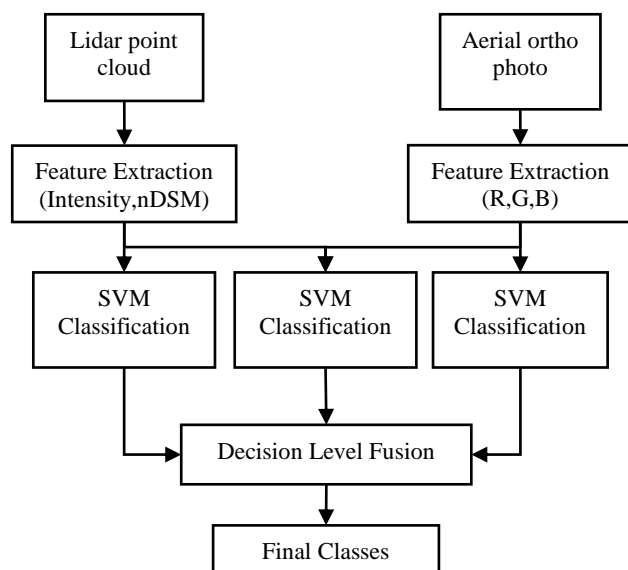 Lidar point
cloud
Aerial ortho
photo
Feature Extraction
(Intensity,nDSM)
Feature Extraction
(R,G,B)
SVM
Classification
SVM
Classification
SVM
Classification
Decision Level Fusion
Final Classes